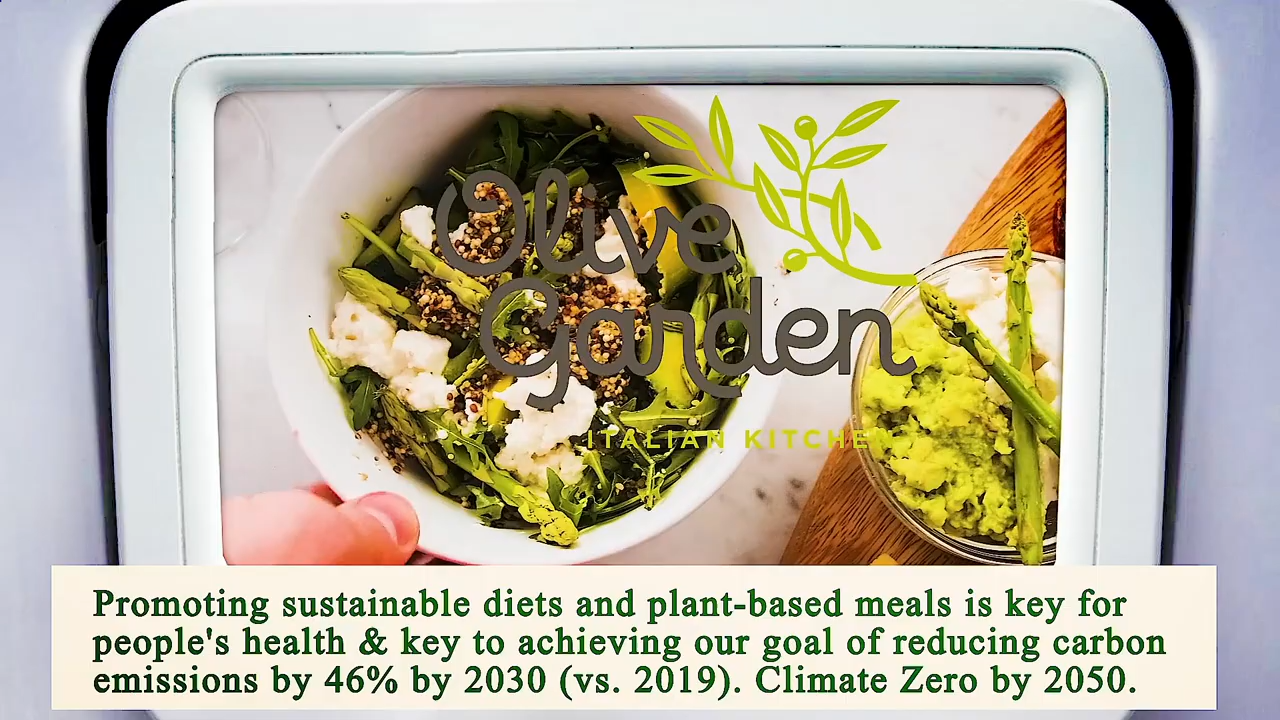 Olive
Garden
ITALIAN KITCHEN
Promoting sustainable diets and plant-based meals is key for
people's health & key to achieving our goal of reducing carbon
emissions by 46% by 2030 (vs. 2019). Climate Zero by 2050.